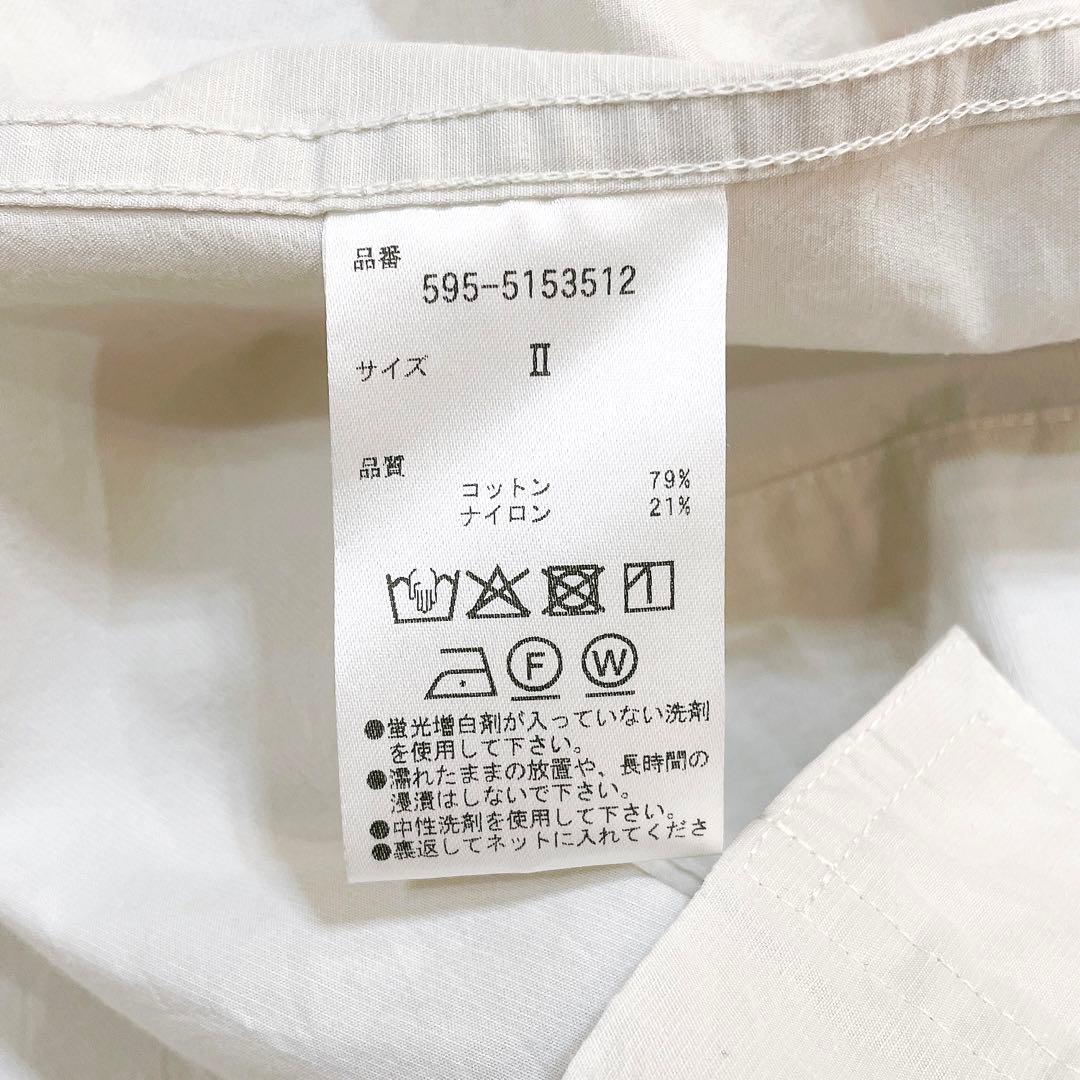 品番
595-5153512
サイズ Ⅱ
品質
コットン 79%
ナイロン 21%
F W
●蛍光増白剤が入っていない洗剤
を使用して下さい。
●濡れたままの放置や、長時間の
浸漬はしないで下さい。
●中性洗剤を使用して下さい。
●裏返してネットに入れてくださ